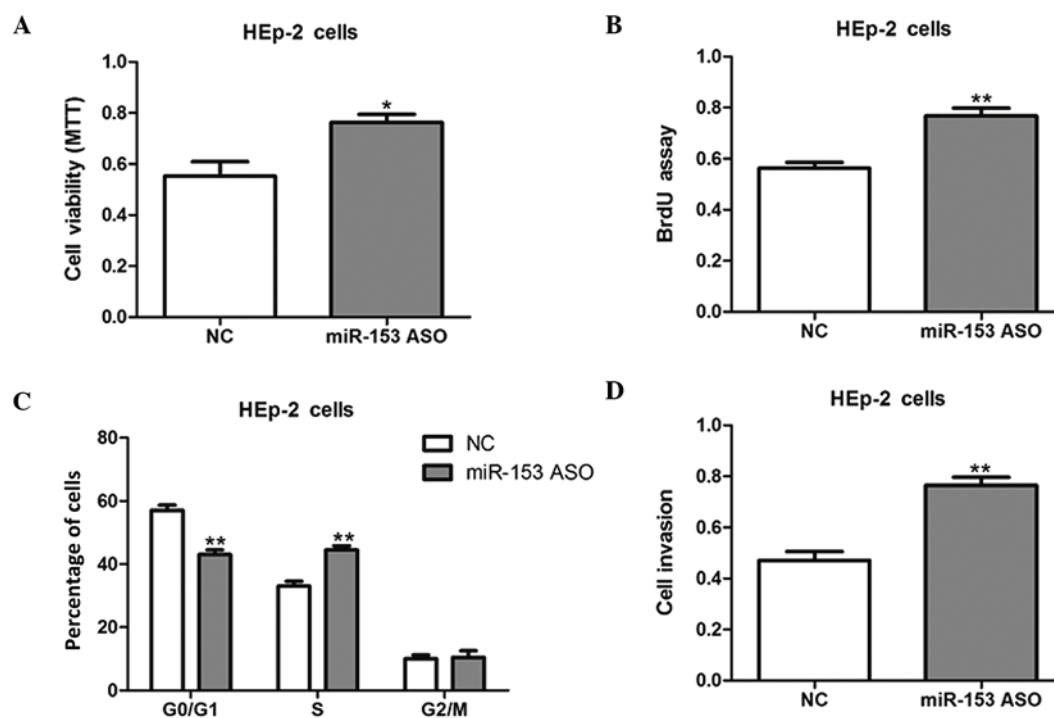 A
HEp-2 cells
Cell viability (MTT)
1.0
0.8
0.6
0.4
0.2
0.0
*
NC
miR-153 ASO
B
HEp-2 cells
BrdU assay
1.0
0.8
0.6
0.4
0.2
0.0
**
NC
miR-153 ASO
C
HEp-2 cells
Percentage of cells
80
60
40
20
0
**
**
NC
miR-153 ASO
G0/G1
S
G2/M
D
HEp-2 cells
Cell invasion
1.0
0.8
0.6
0.4
0.2
0.0
**
NC
miR-153 ASO